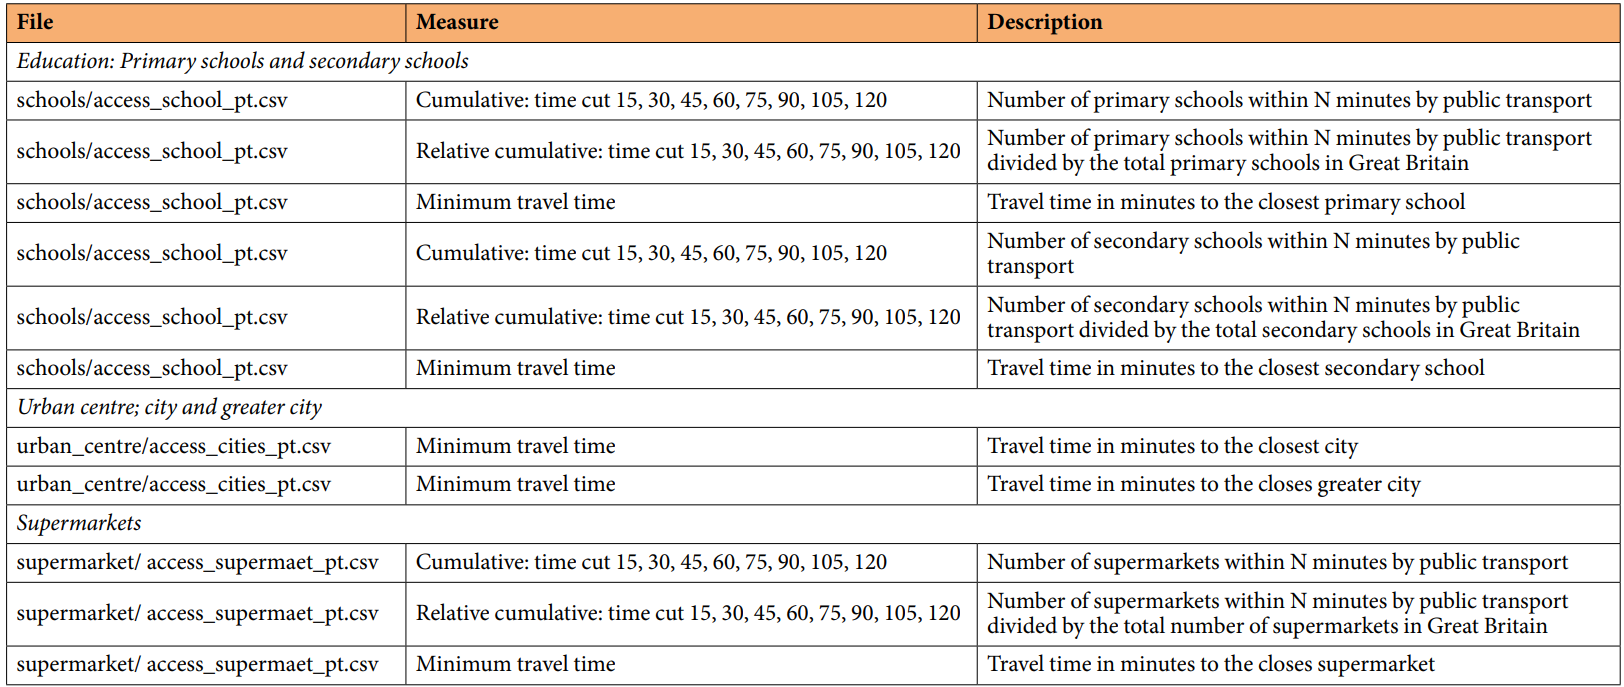 File Measure Description
Education: Primary schools and secondary schools
schools/access_school_pt.csv Cumulative: time cut 15, 30, 45, 60, 75, 90, 105, 120 Number of primary schools within N minutes by public transport
schools/access_school_pt.csv Relative cumulative: time cut 15, 30, 45, 60, 75, 90, 105, 120 Number of primary schools within N minutes by public transport
divided by the total primary schools in Great Britain
schools/access_school_pt.csv Minimum travel time Travel time in minutes to the closest primary school
schools/access_school_pt.csv Cumulative: time cut 15, 30, 45, 60, 75, 90, 105, 120 Number of secondary schools within N minutes by public
transport
schools/access_school_pt.csv Relative cumulative: time cut 15, 30, 45, 60, 75, 90, 105, 120 Number of secondary schools within N minutes by public
transport divided by the total secondary schools in Great Britain
schools/access_school_pt.csv Minimum travel time Travel time in minutes to the closest secondary school
Urban centre; city and greater city
urban_centre/access_cities_pt.csv Minimum travel time Travel time in minutes to the closest city
urban_centre/access_cities_pt.csv Minimum travel time Travel time in minutes to the closes greater city
Supermarkets
supermarket/ access_supermaet_pt.csv Cumulative: time cut 15, 30, 45, 60, 75, 90, 105, 120 Number of supermarkets within N minutes by public transport
supermarket/ access_supermaet_pt.csv Relative cumulative: time cut 15, 30, 45, 60, 75, 90, 105, 120 Number of supermarkets within N minutes by public transport
divided by the total number of supermarkets in Great Britain
supermarket/ access_supermaet_pt.csv Minimum travel time Travel time in minutes to the closes supermarket